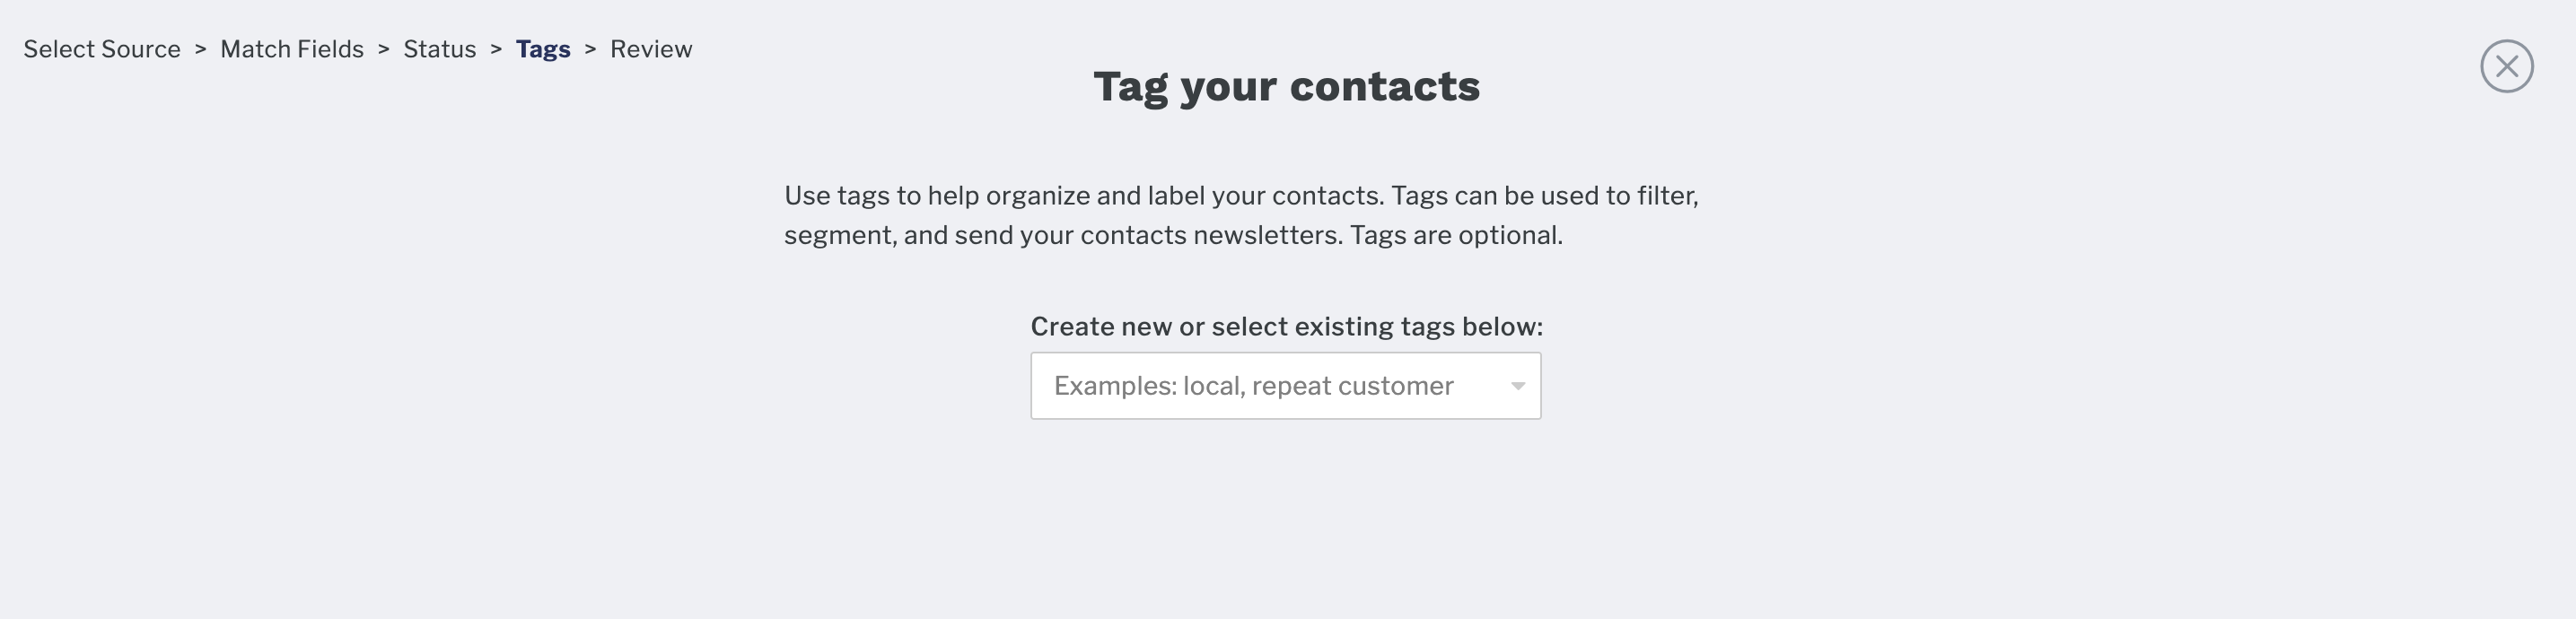 Select Source > Match Fields > Status > Tags > Review
Tag your contacts
Use tags to help organize and label your contacts. Tags can be used to filter,
segment, and send your contacts newsletters. Tags are optional.
Create new or select existing tags below:
Examples: local, repeat customer